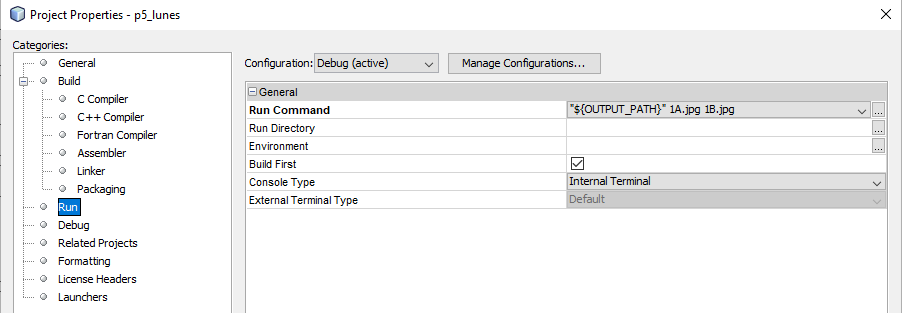 Project Properties - p5_lunes
Categories:
General
Build
C Compiler
C++ Compiler
Fortran Compiler
Assembler
Linker
Packaging
Run
Debug
Related Projects
Formatting
License Headers
Launchers
Configuration: Debug (active) Manage Configurations...
General
Run Command "${OUTPUT_PATH}" 1A.jpg 1B.jpg ...
Run Directory ...
Environment ...
Build First
Console Type Internal Terminal
External Terminal Type Default